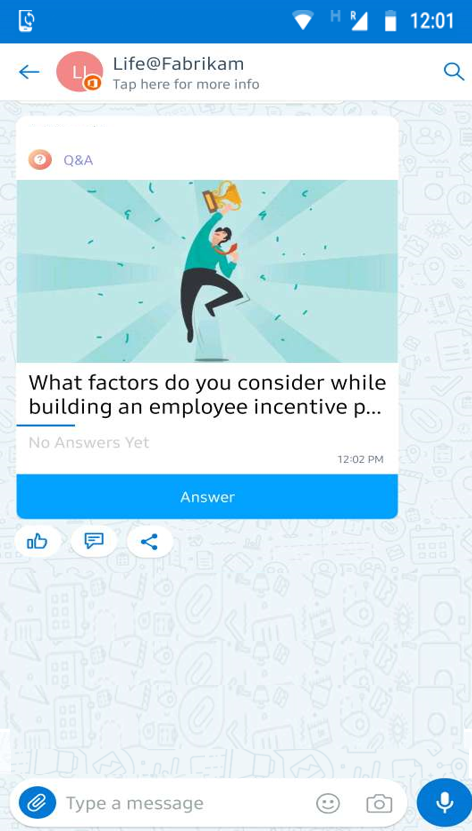 H R 12:01
LI Life@Fabrikam
Tap here for more info
? Q&A
What factors do you consider while
building an employee incentive p...
No Answers Yet
12:02 PM
Answer
Type a message